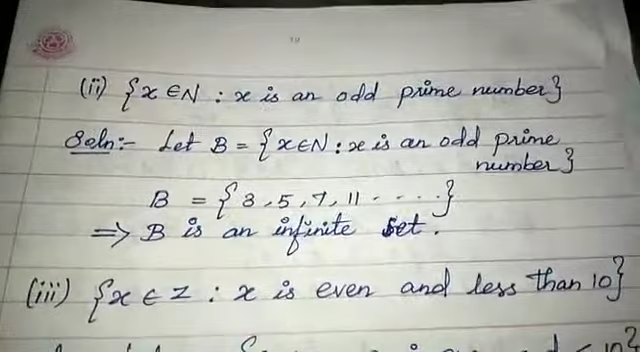 (ii) {x ∈ N : x is an odd prime number}
Soln:- Let B = {x ∈ N : x is an odd prime
number}
B = {3, 5, 7, 11 . . . .}
⇒ B is an infinite set.
(iii) {x ∈ Z : x is even and less than 10}